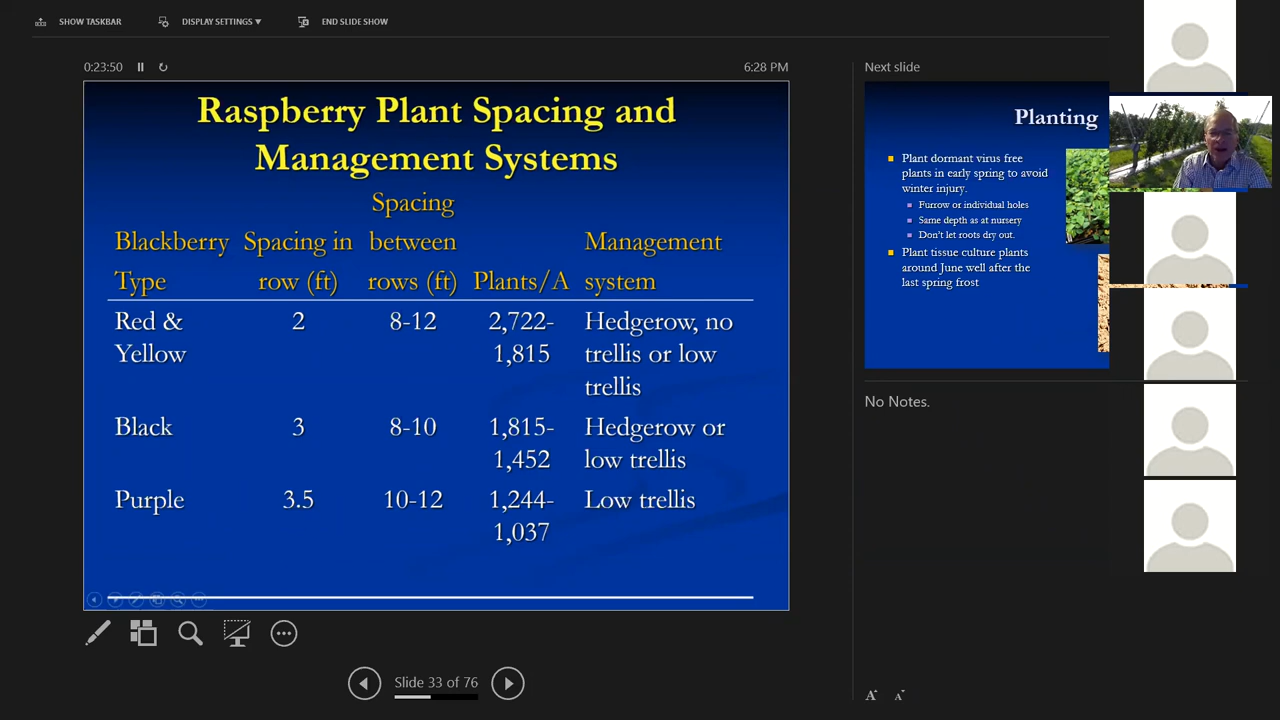 SHOW TASKBAR
DISPLAY SETTINGS ▼
END SLIDE SHOW
0:23:50
6:28 PM
Raspberry Plant Spacing and
Management Systems
Spacing
Blackberry Spacing in between Management
Type row (ft) rows (ft) Plants/A system
Red & 2 8-12 2,722- Hedgerow, no
Yellow 1,815 trellis or low
trellis
Black 3 8-10 1,815- Hedgerow or
1,452 low trellis
Purple 3.5 10-12 1,244- Low trellis
1,037
Slide 33 of 76
Next slide
Planting
Plant dormant virus free
plants in early spring to avoid
winter injury.
Furrow or individual holes
Same depth as at nursery
Don't let roots dry out.
Plant tissue culture plants
around June well after the
last spring frost
No Notes.
A A